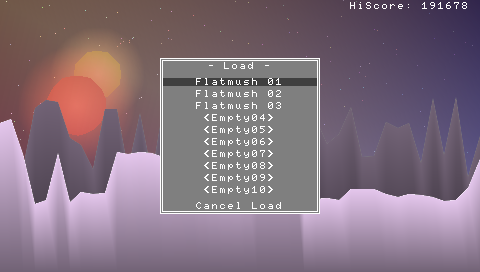 HiScore: 191678
- Load -
Flatmush 01
Flatmush 02
Flatmush 03
<Empty04>
<Empty05>
<Empty06>
<Empty07>
<Empty08>
<Empty09>
<Empty10>
Cancel Load